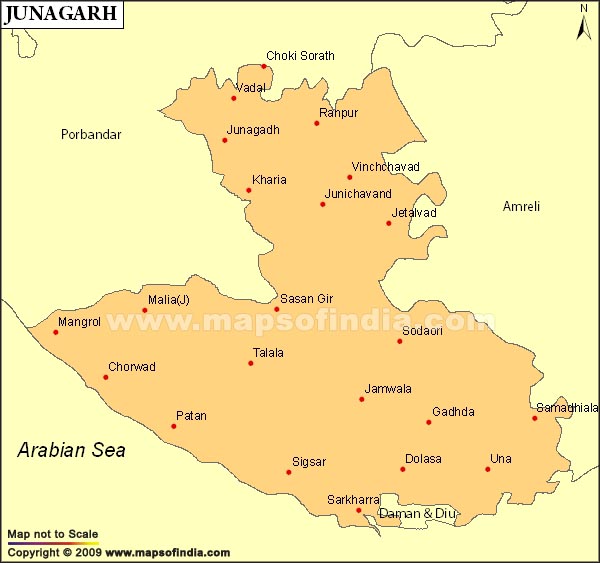 JUNAGARH
N
Choki Sorath
Vadal
Ranpur
Porbandar
Junagadh
Vinchchavad
Kharia
Junichavand
Amreli
Jetalvad
Malia(J)
Sasan Gir
Mangrol
www.mapsofindia.com
Sodaori
Talala
Chorwad
Jamwala
Patan
Gadhda
Samadhiala
Arabian Sea
Sigsar
Dolasa
Una
Sarkharra
Daman & Diu
Map not to Scale
Copyright © 2009 www.mapsofindia.com